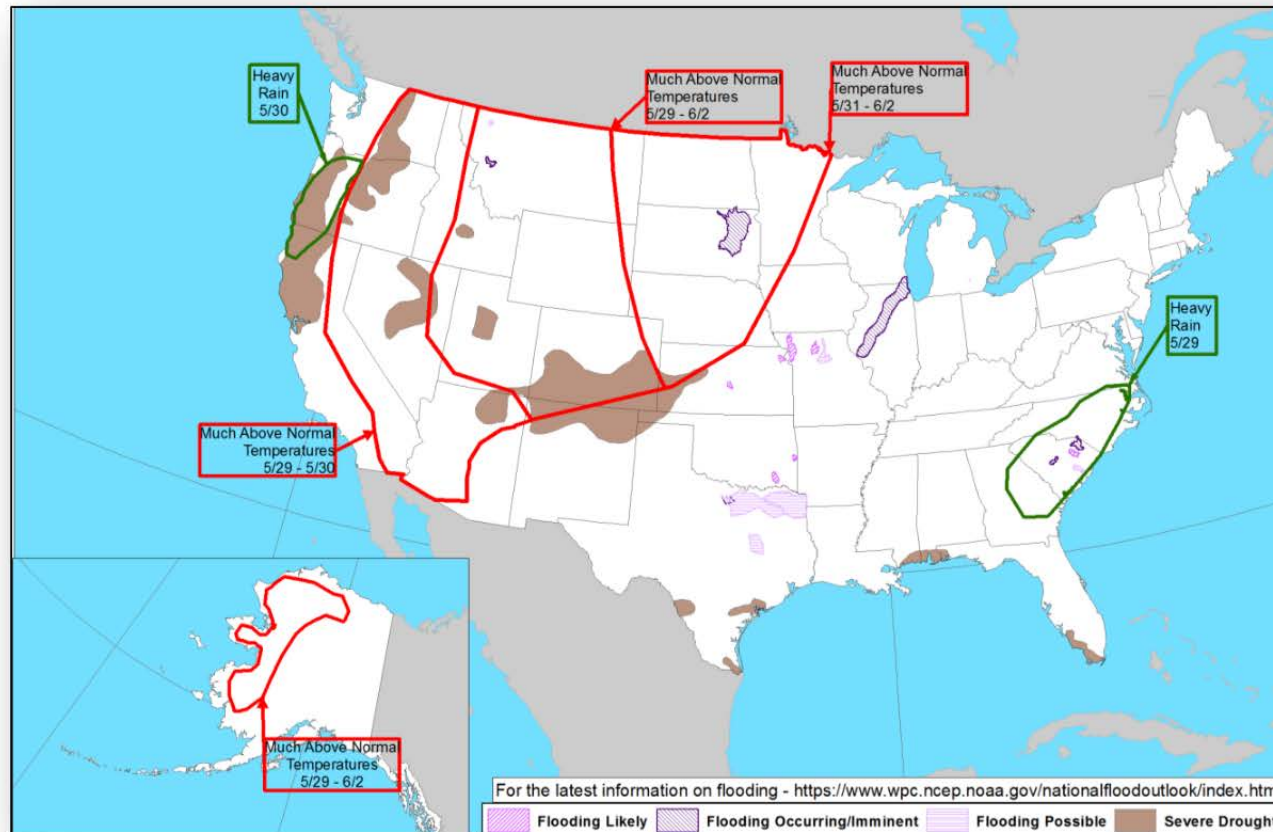 Heavy
Rain
5/30
Much Above Normal
Temperatures
5/29 - 6/2
Much Above Normal
Temperatures
5/31 - 6/2
Heavy
Rain
5/29
Much Above Normal
Temperatures
5/29 - 5/30
Much Above Normal
Temperatures
5/29 - 6/2
For the latest information on flooding - https://www.wpc.ncep.noaa.gov/nationalfloodoutlook/index.htm
Flooding Likely Flooding Occurring/Imminent Flooding Possible Severe Drought